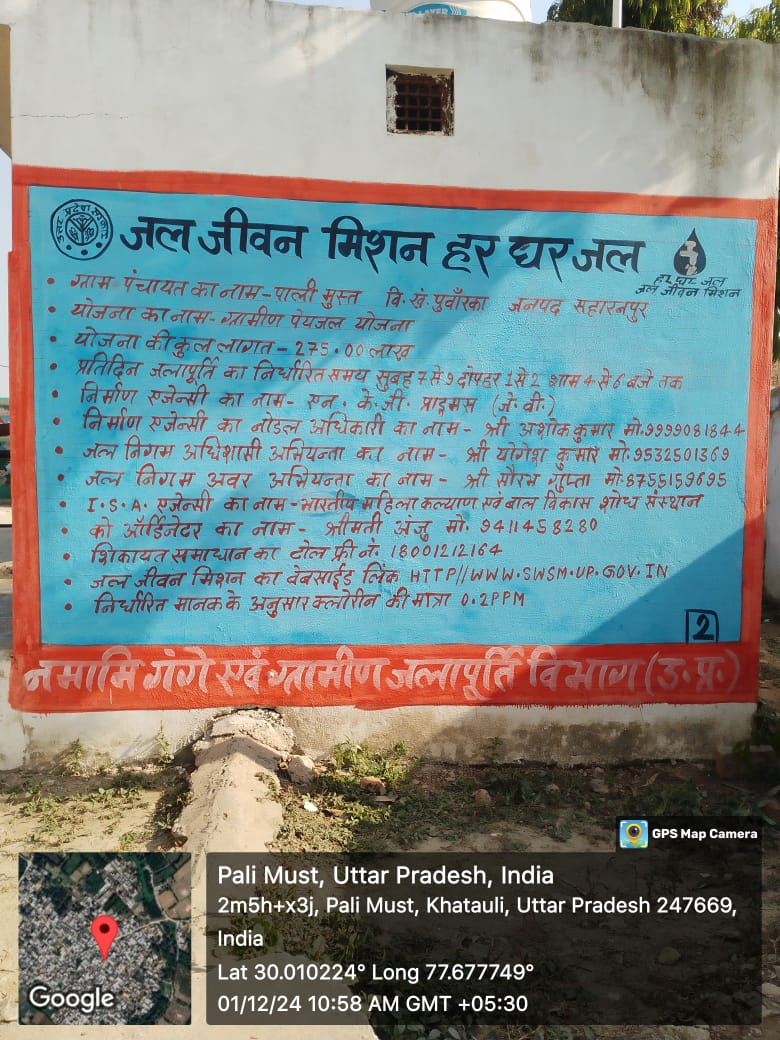 उत्तर प्रदेश सरकार
जल जीवन मिशन हर घर जल
हर घर जल
जल जीवन मिशन
• ग्राम पंचायत का नाम - पाली मुस्त वि. खं. पुवाँरका जनपद सहारनपुर
• योजना का नाम - ग्रामीण पेयजल योजना
• योजना की कुल लागत - 275.00 लाख
• प्रतिदिन जलापूर्ति का निर्धारित समय सुबह 7 से 9 दोपहर 1 से 2 शाम 4 से 6 बजे तक
• निर्माण एजेन्सी का नाम - एन. के. जी. प्राइमस (जे. वी.)
• निर्माण एजेन्सी का नोडल अधिकारी का नाम - श्री अशोक कुमार मो. 9999081844
• जल निगम अधिशासी अभियन्ता का नाम - श्री योगेश कुमार मो. 9532501369
• जल निगम अवर अभियन्ता का नाम - श्री सौरभ गुप्ता मो. 8755159695
• I.S.A. एजेन्सी का नाम - भारतीय महिला कल्याण एवं बाल विकास शोध संस्थान
• को ऑर्डिनेटर का नाम - श्रीमती अंजु मो. 9411458280
• शिकायत समाधान का टोल फ्री नं. 18001212164
• जल जीवन मिशन का वेबसाईड लिंक HTTP//WWW.SWSM.UP.GOV.IN
• निर्धारित मानक के अनुसार क्लोरीन की मात्रा 0.2PPM
2
नमामि गंगे एवं ग्रामीण जलापूर्ति विभाग (उ.प्र.)
GPS Map Camera
Pali Must, Uttar Pradesh, India
2m5h+x3j, Pali Must, Khatauli, Uttar Pradesh 247669,
India
Lat 30.010224° Long 77.677749°
01/12/24 10:58 AM GMT +05:30
Google